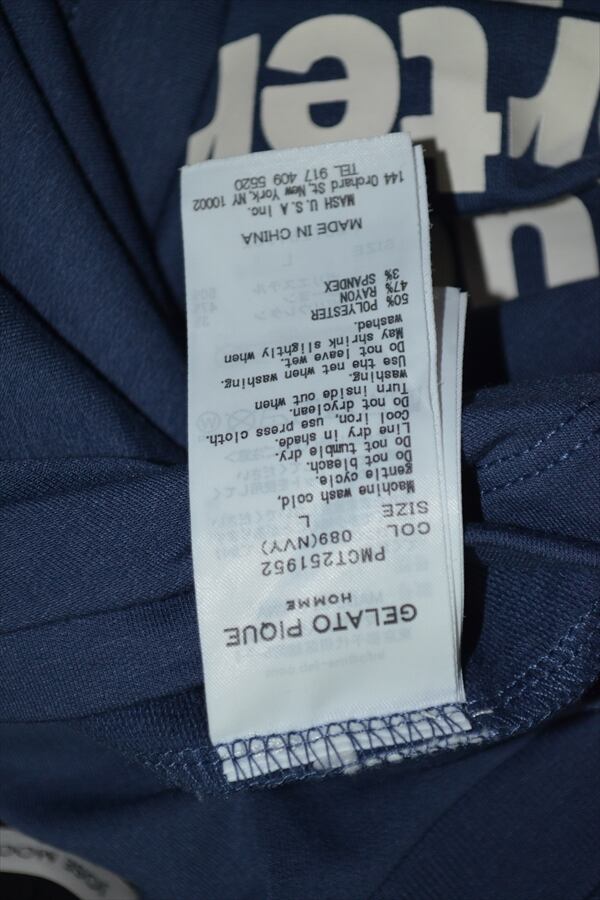 GELATO PIQUE
HOMME
PMCT251952
COL 089(NVY)
SIZE L
Machine wash cold,
gentle cycle.
Do not bleach.
Do not tumble dry.
Line dry in shade.
Cool iron, use press cloth.
Do not dryclean.
Turn inside out when
washing.
Use the net when washing.
Do not leave wet.
May shrink slightly when
washed.
50% POLYESTER
47% RAYON
3% SPANDEX
MADE IN CHINA
MASH U.S.A Inc.
144 Orchard St, New York, NY 10002
TEL 917 409 5520